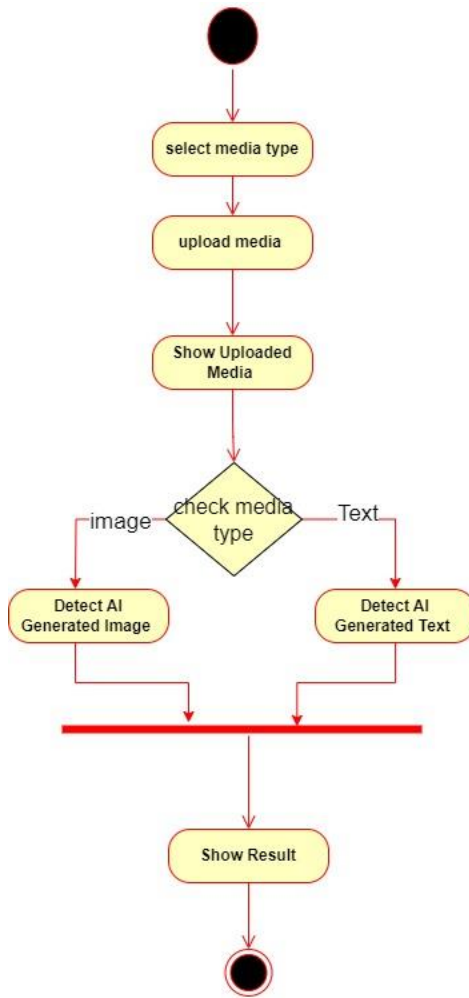 select media type
upload media
Show Uploaded
Media
check media
type
image
Text
Detect AI
Generated Image
Detect AI
Generated Text
Show Result